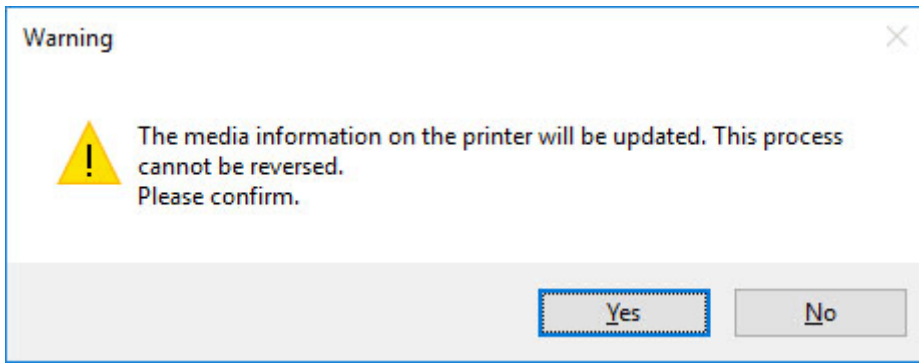 Warning
The media information on the printer will be updated. This process
cannot be reversed.
Please confirm.
Yes
No